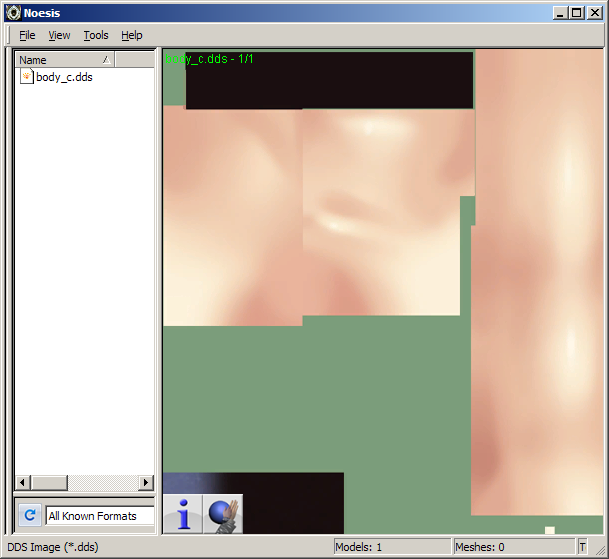 Noesis
File View Tools Help
Name
body_c.dds
body_c.dds - 1/1
All Known Formats
DDS Image (*.dds)
Models: 1
Meshes: 0
T